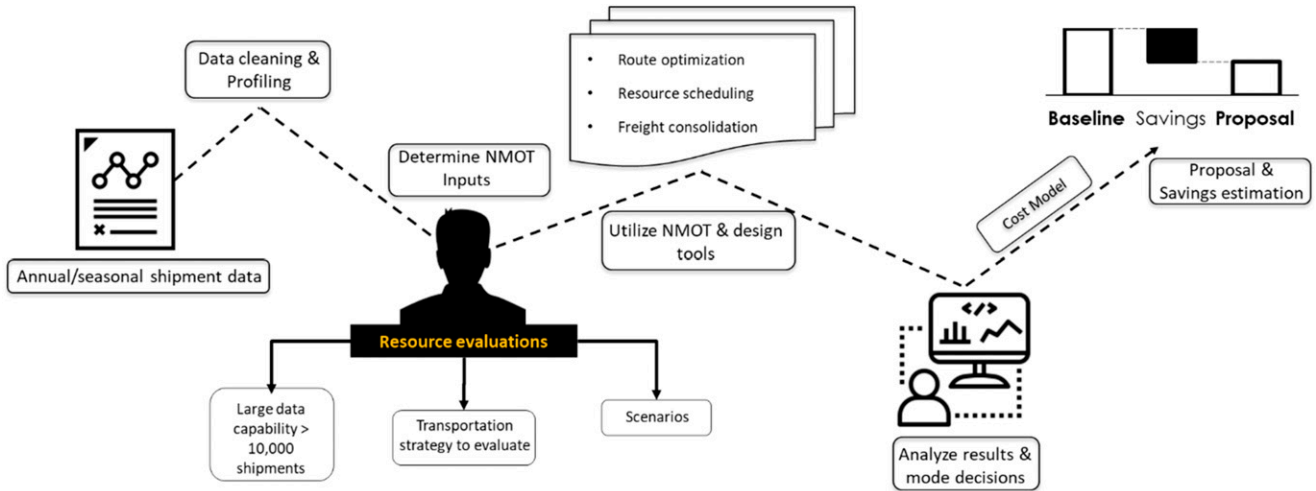 Data cleaning &
Profiling
Annual/seasonal shipment data
Determine NMOT
Inputs
Resource evaluations
Large data
capability >
10,000
shipments
Transportation
strategy to evaluate
Scenarios
• Route optimization
• Resource scheduling
• Freight consolidation
Utilize NMOT & design
tools
</>
Analyze results &
mode decisions
Cost Model
Baseline Savings Proposal
Proposal &
Savings estimation